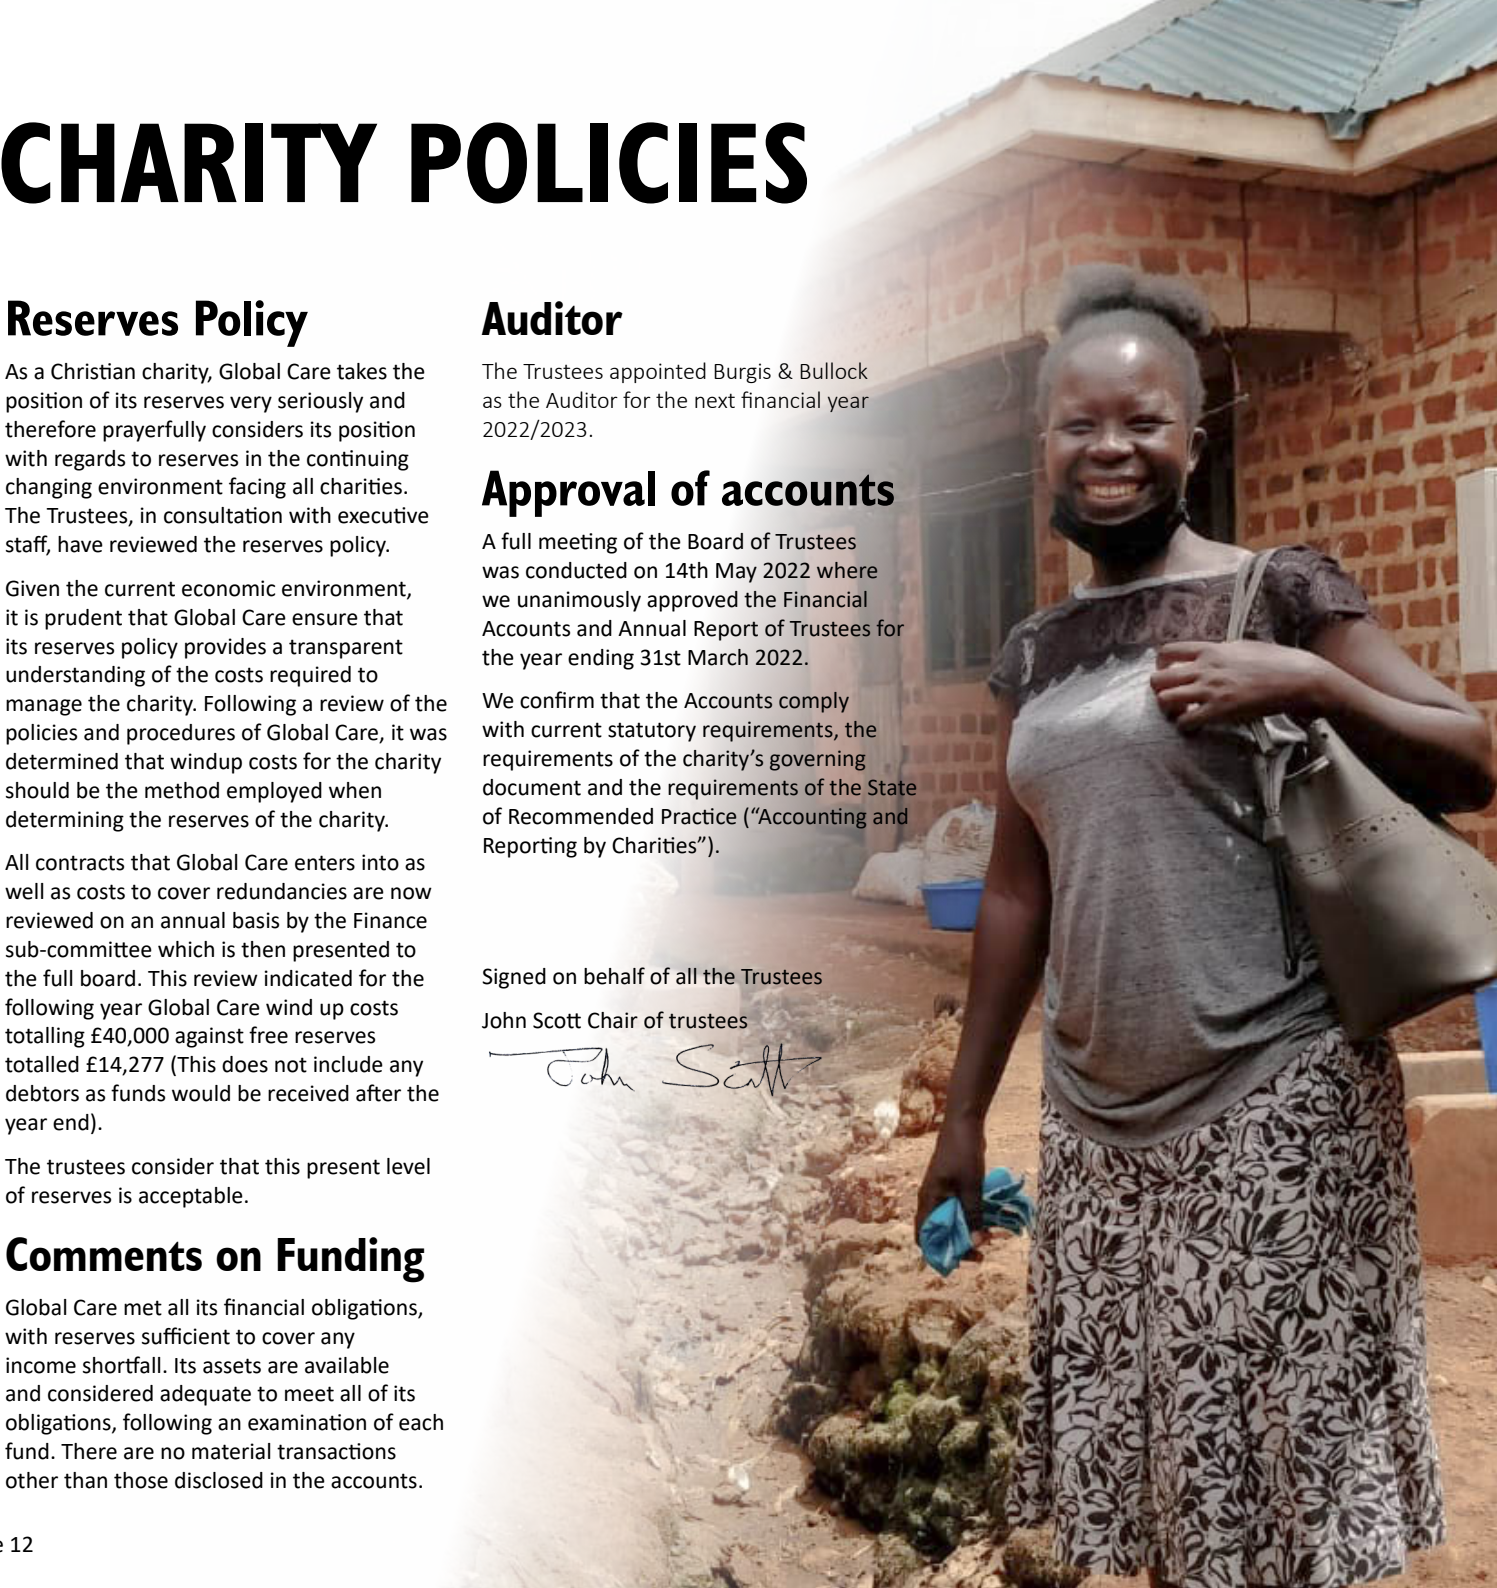 CHARITY POLICIES
Reserves Policy
As a Christian charity, Global Care takes the
position of its reserves very seriously and
therefore prayerfully considers its position
with regards to reserves in the continuing
changing environment facing all charities.
The Trustees, in consultation with executive
staff, have reviewed the reserves policy.
Given the current economic environment,
it is prudent that Global Care ensure that
its reserves policy provides a transparent
understanding of the costs required to
manage the charity. Following a review of the
policies and procedures of Global Care, it was
determined that windup costs for the charity
should be the method employed when
determining the reserves of the charity.
All contracts that Global Care enters into as
well as costs to cover redundancies are now
reviewed on an annual basis by the Finance
sub-committee which is then presented to
the full board. This review indicated for the
following year Global Care wind up costs
totalling £40,000 against free reserves
totalled £14,277 (This does not include any
debtors as funds would be received after the
year end).
The trustees consider that this present level
of reserves is acceptable.
Comments on Funding
Global Care met all its financial obligations,
with reserves sufficient to cover any
income shortfall. Its assets are available
and considered adequate to meet all of its
obligations, following an examination of each
fund. There are no material transactions
other than those disclosed in the accounts.
Auditor
The Trustees appointed Burgis & Bullock
as the Auditor for the next financial year
2022/2023.
Approval of accounts
A full meeting of the Board of Trustees
was conducted on 14th May 2022 where
we unanimously approved the Financial
Accounts and Annual Report of Trustees for
the year ending 31st March 2022.
We confirm that the Accounts comply
with current statutory requirements, the
requirements of the charity’s governing
document and the requirements of the State
of Recommended Practice (“Accounting and
Reporting by Charities”).
Signed on behalf of all the Trustees
John Scott Chair of trustees
John Scott
e 12